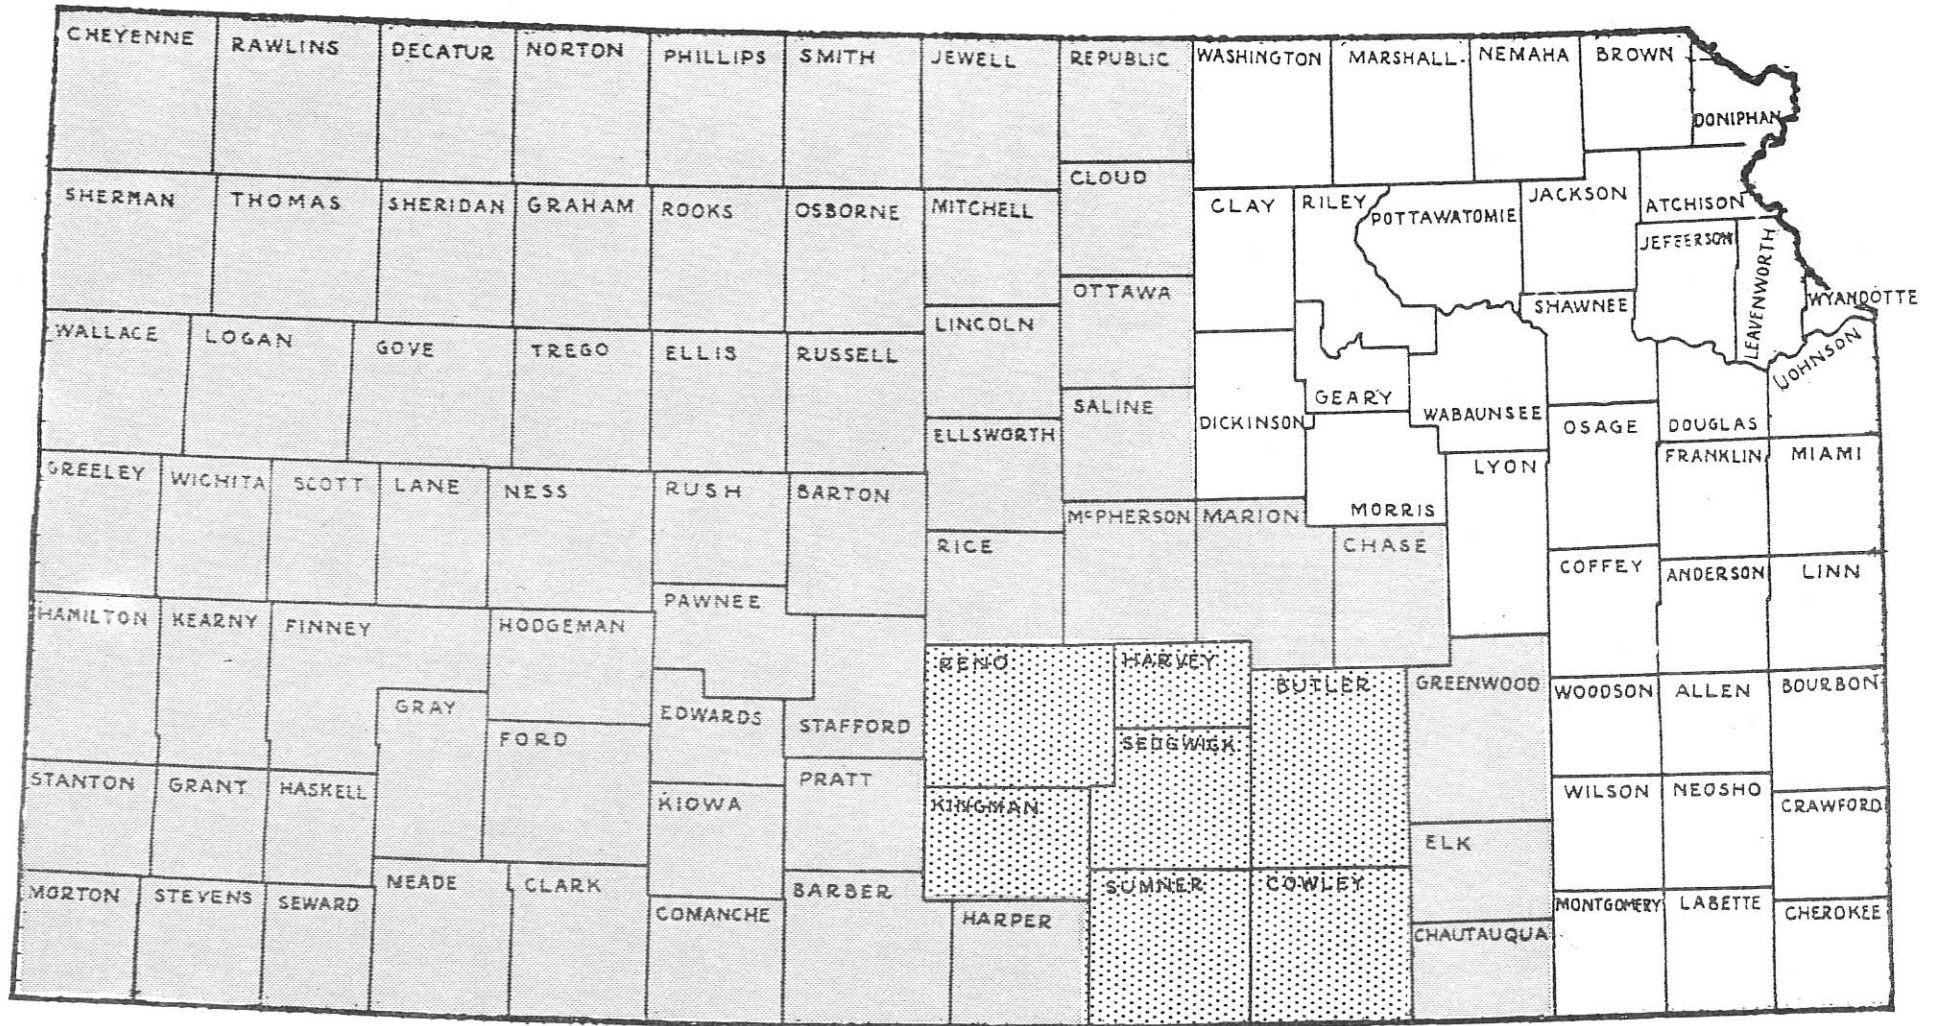 CHEYENNE
RAWLINS
DECATUR
NORTON
PHILLIPS
SMITH
JEWELL
REPUBLIC
WASHINGTON
MARSHALL
NEMAHA
BROWN
DONIPHAN
SHERMAN
THOMAS
SHERIDAN
GRAHAM
ROOKS
OSBORNE
MITCHELL
CLOUD
CLAY
RILEY
POTTAWATOMIE
JACKSON
ATCHISON
JEFFERSON
LEAVENWORTH
WYANDOTTE
OTTAWA
LINCOLN
SHAWNEE
JOHNSON
WALLACE
LOGAN
GOVE
TREGO
ELLIS
RUSSELL
SALINE
ELLSWORTH
DICKINSON
GEARY
WABAUNSEE
OSAGE
DOUGLAS
FRANKLIN
MIAMI
GREELEY
WICHITA
SCOTT
LANE
NESS
RUSH
BARTON
RICE
McPHERSON
MARION
MORRIS
LYON
CHASE
COFFEY
ANDERSON
LINN
HAMILTON
KEARNY
FINNEY
HODGEMAN
PAWNEE
GRAY
FORD
EDWARDS
STAFFORD
RENO
HARVEY
BUTLER
GREENWOOD
WOODSON
ALLEN
BOURBON
SEDGWICK
STANTON
GRANT
HASKELL
KIOWA
PRATT
KINGMAN
WILSON
NEOSHO
CRAWFORD
ELK
MORTON
STEVENS
SEWARD
MEADE
CLARK
COMANCHE
BARBER
HARPER
SUMNER
COWLEY
CHAUTAUQUA
MONTGOMERY
LABETTE
CHEROKEE